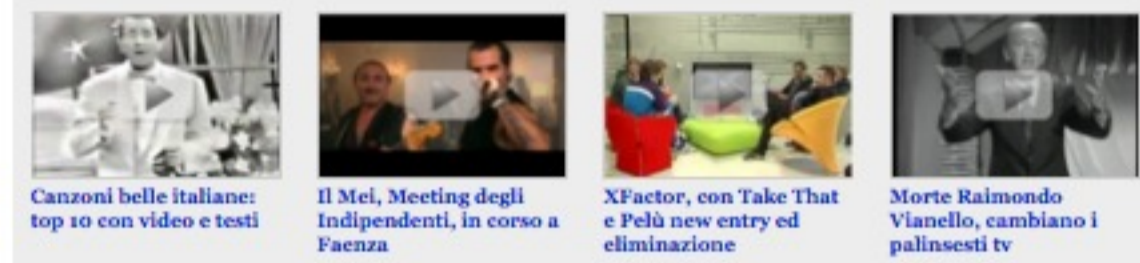 Canzoni belle italiane:
top 10 con video e testi
Il Mei, Meeting degli
Indipendenti, in corso a
Faenza
XFactor, con Take That
e Pelù new entry ed
eliminazione
Morte Raimondo
Vianello, cambiano i
palinsesti tv